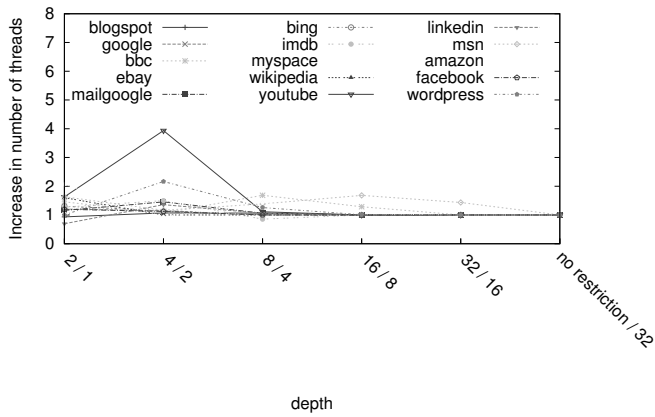 8
7
6
5
4
3
2
1
0
Increase in number of threads
blogspot
google
bbc
ebay
mailgoogle
bing
imdb
myspace
wikipedia
youtube
linkedin
msn
amazon
facebook
wordpress
2 / 1
4 / 2
8 / 4
16 / 8
32 / 16
no restriction / 32
depth